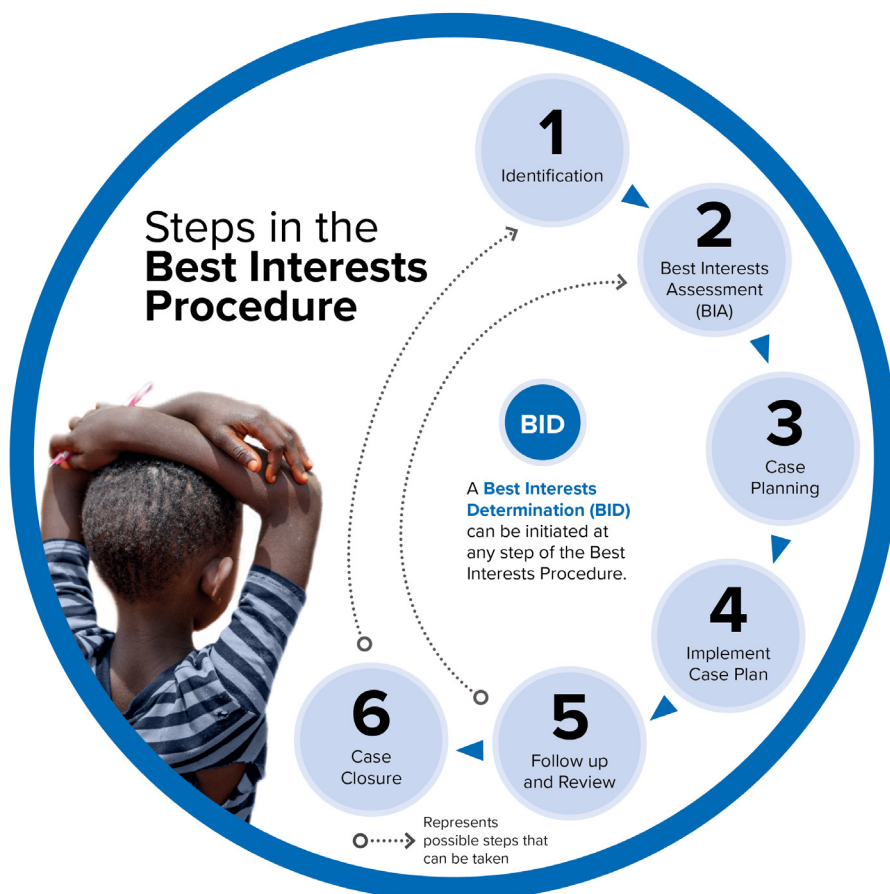 Steps in the
Best Interests
Procedure
1
Identification
2
Best Interests
Assessment
(BIA)
3
Case
Planning
4
Implement
Case Plan
5
Follow up
and Review
6
Case
Closure
BID
A Best Interests
Determination (BID)
can be initiated at
any step of the Best
Interests Procedure.
Represents
possible steps that
can be taken